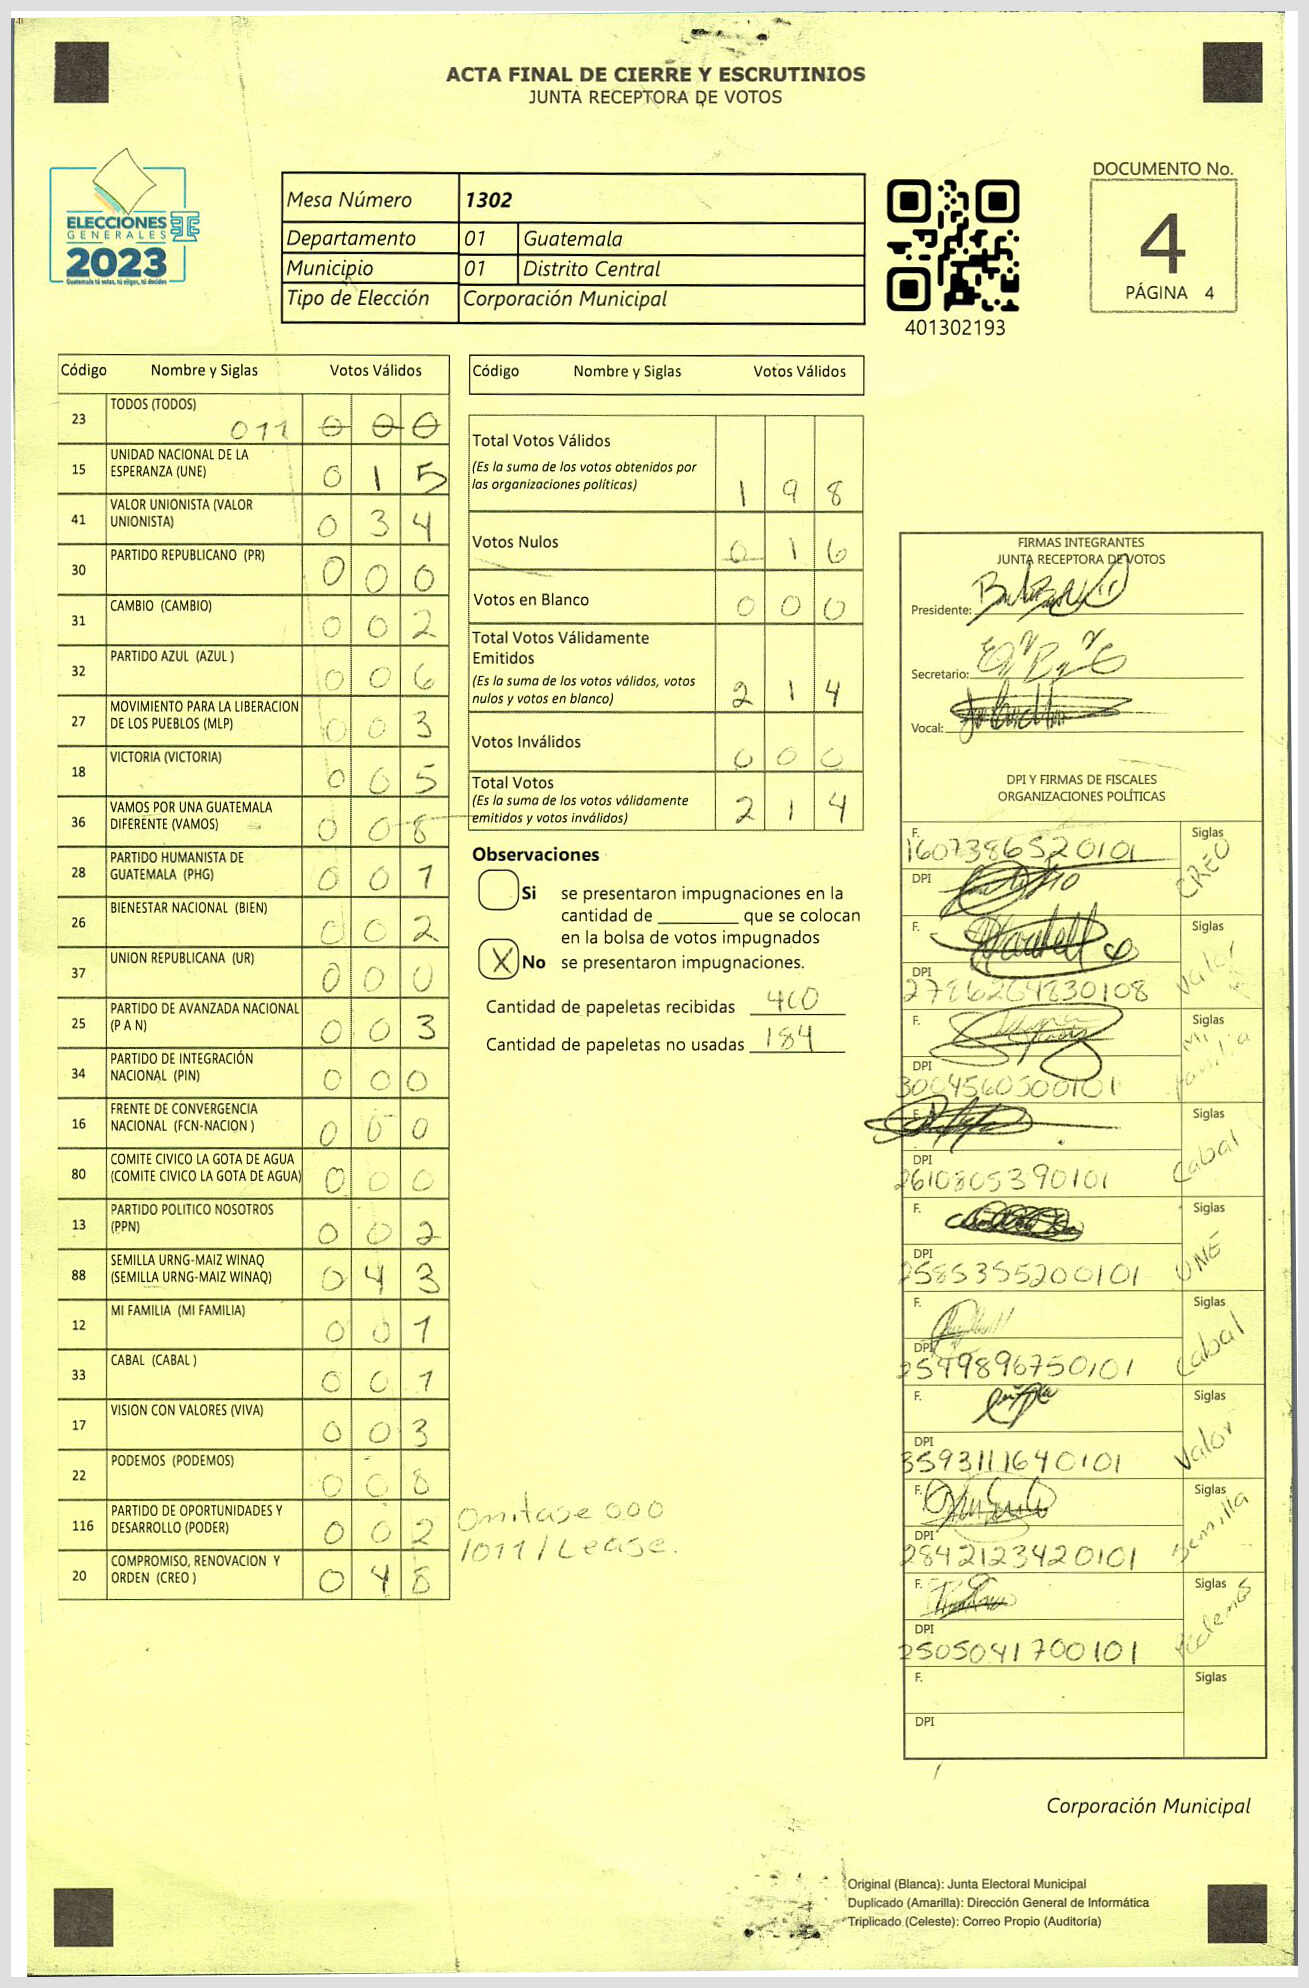 ACTA FINAL DE CIERRE Y ESCRUTINIOS
JUNTA RECEPTORA DE VOTOS
ELECCIONES
GENERALES
2023
Guatemala tú votas, tú eliges, tú decides
Mesa Número 1302
Departamento 01 Guatemala
Municipio 01 Distrito Central
Tipo de Elección Corporación Municipal
401302193
DOCUMENTO No.
4
PÁGINA 4
Código Nombre y Siglas Votos Válidos
23 TODOS (TODOS) 011 0 0 0
15 UNIDAD NACIONAL DE LA ESPERANZA (UNE) 0 1 5
41 VALOR UNIONISTA (VALOR UNIONISTA) 0 3 4
30 PARTIDO REPUBLICANO (PR) 0 0 0
31 CAMBIO (CAMBIO) 0 0 2
32 PARTIDO AZUL (AZUL ) 0 0 6
27 MOVIMIENTO PARA LA LIBERACION DE LOS PUEBLOS (MLP) 0 0 3
18 VICTORIA (VICTORIA) 0 0 5
36 VAMOS POR UNA GUATEMALA DIFERENTE (VAMOS) 0 0 8
28 PARTIDO HUMANISTA DE GUATEMALA (PHG) 0 0 1
26 BIENESTAR NACIONAL (BIEN) 0 0 2
37 UNION REPUBLICANA (UR) 0 0 0
25 PARTIDO DE AVANZADA NACIONAL (P A N) 0 0 3
34 PARTIDO DE INTEGRACIÓN NACIONAL (PIN) 0 0 0
16 FRENTE DE CONVERGENCIA NACIONAL (FCN-NACION ) 0 0 0
80 COMITE CIVICO LA GOTA DE AGUA (COMITE CIVICO LA GOTA DE AGUA) 0 0 0
13 PARTIDO POLITICO NOSOTROS (PPN) 0 0 2
88 SEMILLA URNG-MAIZ WINAQ (SEMILLA URNG-MAIZ WINAQ) 0 4 3
12 MI FAMILIA (MI FAMILIA) 0 0 1
33 CABAL (CABAL ) 0 0 1
17 VISION CON VALORES (VIVA) 0 0 3
22 PODEMOS (PODEMOS) 0 0 8
116 PARTIDO DE OPORTUNIDADES Y DESARROLLO (PODER) 0 0 2
20 COMPROMISO, RENOVACION Y ORDEN (CREO ) 0 4 8
Omitase 000
/011/ Lease.
Código Nombre y Siglas Votos Válidos
Total Votos Válidos
(Es la suma de los votos obtenidos por
las organizaciones políticas) 1 9 8
Votos Nulos 0 1 6
Votos en Blanco 0 0 0
Total Votos Válidamente
Emitidos
(Es la suma de los votos válidos, votos
nulos y votos en blanco) 2 1 4
Votos Inválidos 0 0 0
Total Votos
(Es la suma de los votos válidamente
emitidos y votos inválidos) 2 1 4
Observaciones
Si se presentaron impugnaciones en la
cantidad de ________ que se colocan
en la bolsa de votos impugnados
X No se presentaron impugnaciones.
Cantidad de papeletas recibidas 400
Cantidad de papeletas no usadas 184
FIRMAS INTEGRANTES
JUNTA RECEPTORA DE VOTOS
Presidente:
Secretario:
Vocal:
DPI Y FIRMAS DE FISCALES
ORGANIZACIONES POLÍTICAS
F. Siglas
1607386520101 CREO
DPI
F. Siglas
DPI Valor
2786264830108
F. Siglas
Mi familia
DPI
3004560500101
F. Siglas
DPI Cabal
2610805390101
F. Siglas
DPI UNE
2585355200101
F. Siglas
DPI Cabal
2549896750101
F. Siglas
DPI Valor
3593111640101
F. Siglas
DPI Semilla
2842123420101
F. Siglas
DPI
2505041700101
F. Siglas
DPI
Corporación Municipal
Original (Blanca): Junta Electoral Municipal
Duplicado (Amarilla): Dirección General de Informática
Triplicado (Celeste): Correo Propio (Auditoría)